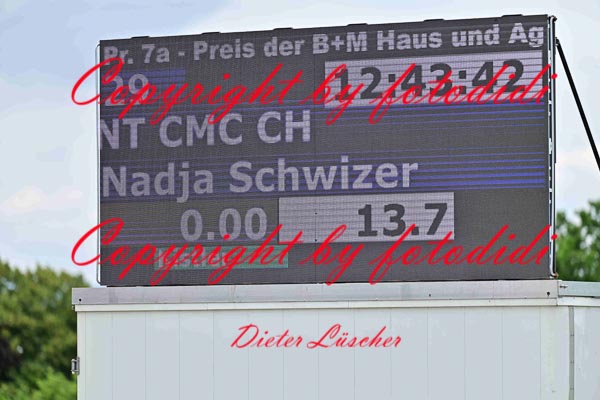 Pr. 7a - Preis der B+M Haus und Ag
29 12:43:42
Copyright by fotodidi
NT CMC CH
Nadja Schwizer
0.00 13.7
Copyright by fotodidi
Dieter Lüscher